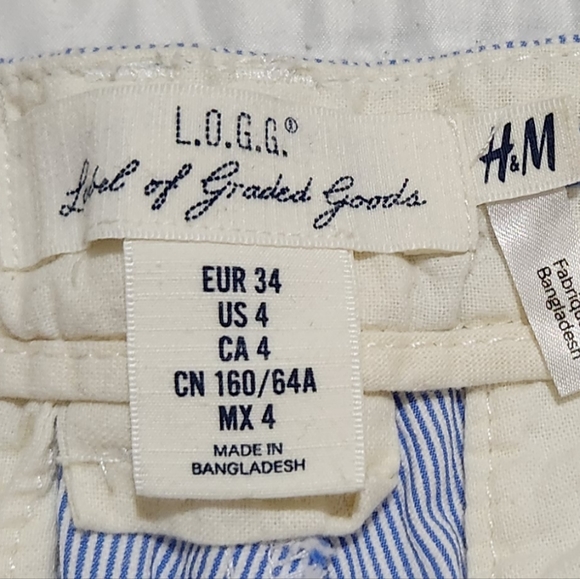 L.O.G.G.®
Label of Graded Goods
H&M
EUR 34
US 4
CA 4
CN 160/64A
MX 4
MADE IN
BANGLADESH
Bangladesh